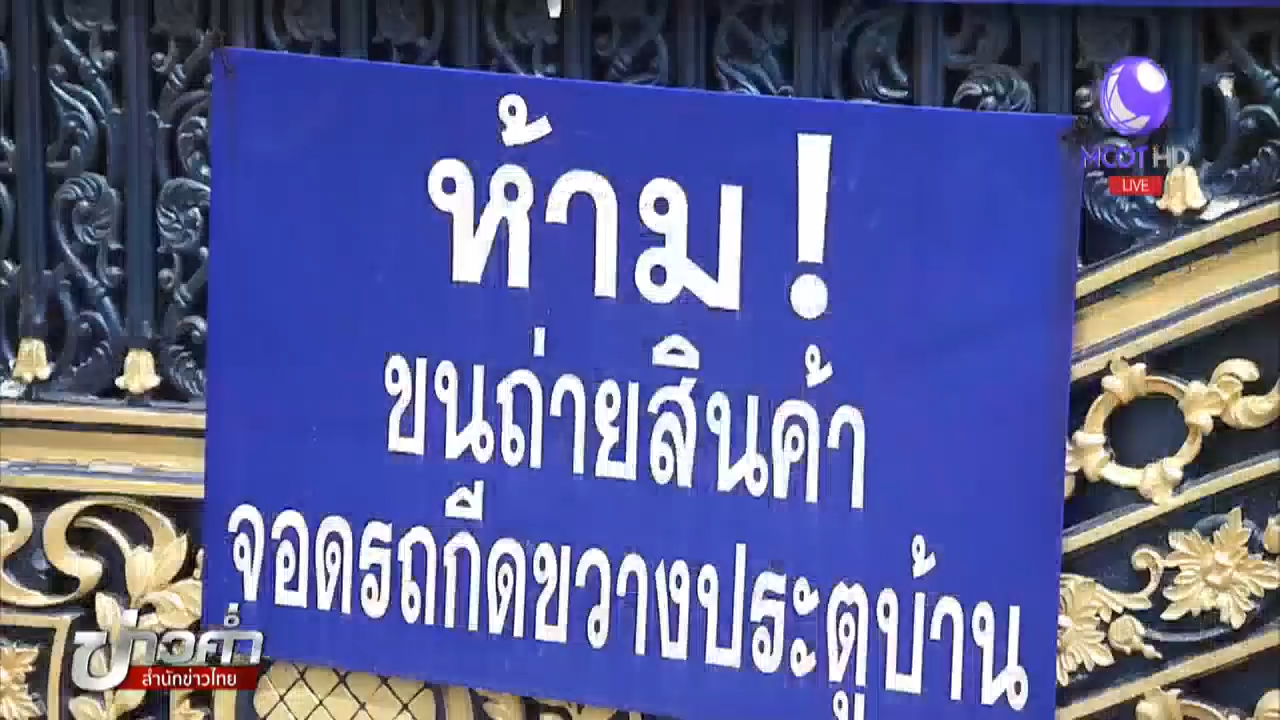 ห้าม !
ขนถ่ายสินค้า
จอดรถกีดขวางประตูบ้าน
MCOT HD
LIVE
ข่าวค่ำ
สำนักข่าวไทย